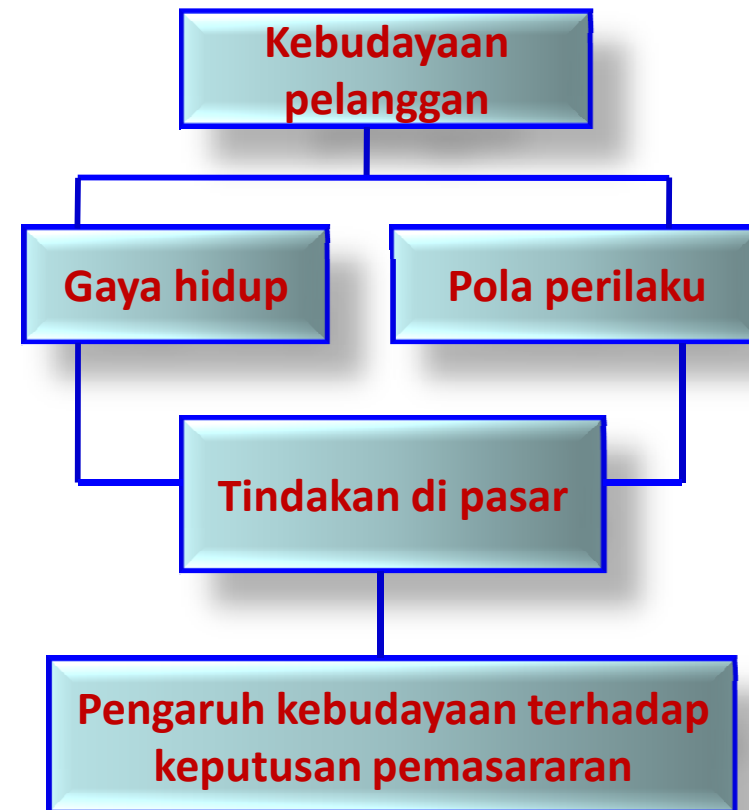 Kebudayaan
pelanggan
Gaya hidup
Pola perilaku
Tindakan di pasar
Pengaruh kebudayaan terhadap
keputusan pemasararan